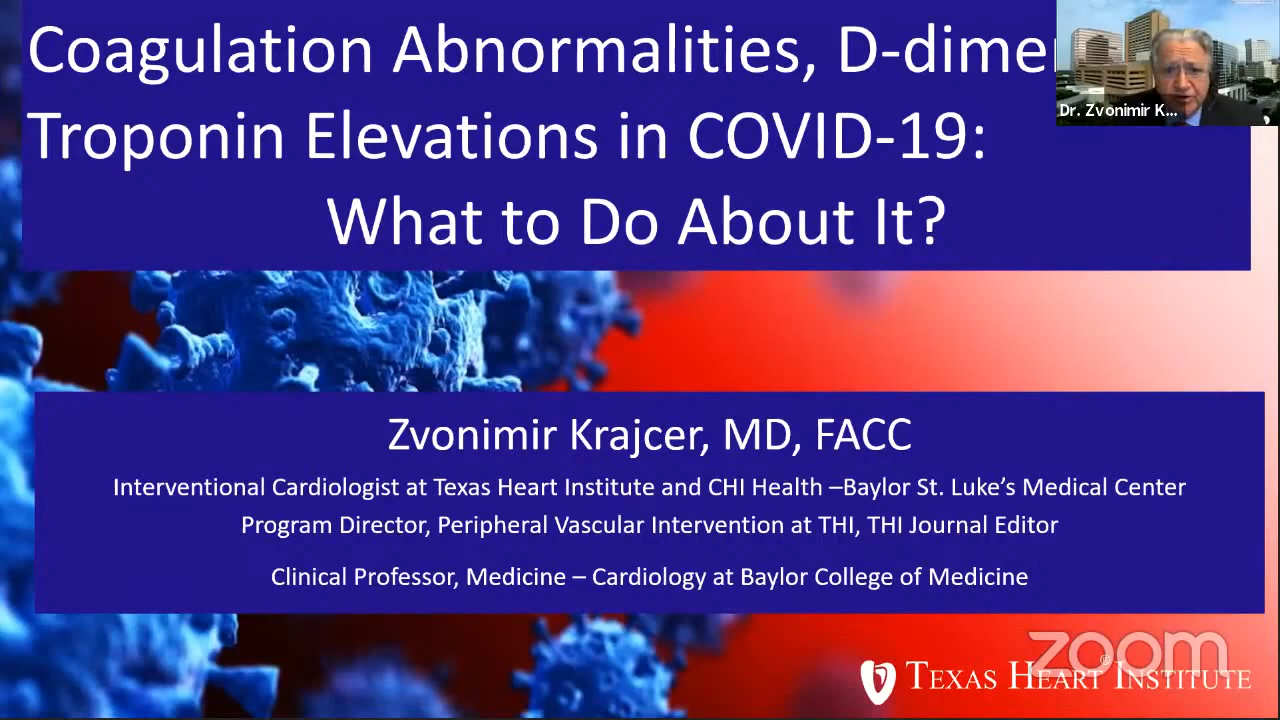 Coagulation Abnormalities, D-dime
Troponin Elevations in COVID-19:
What to Do About It?
Dr. Zvonimir K...
Zvonimir Krajcer, MD, FACC
Interventional Cardiologist at Texas Heart Institute and CHI Health –Baylor St. Luke’s Medical Center
Program Director, Peripheral Vascular Intervention at THI, THI Journal Editor
Clinical Professor, Medicine – Cardiology at Baylor College of Medicine
zoom
TEXAS HEART® INSTITUTE